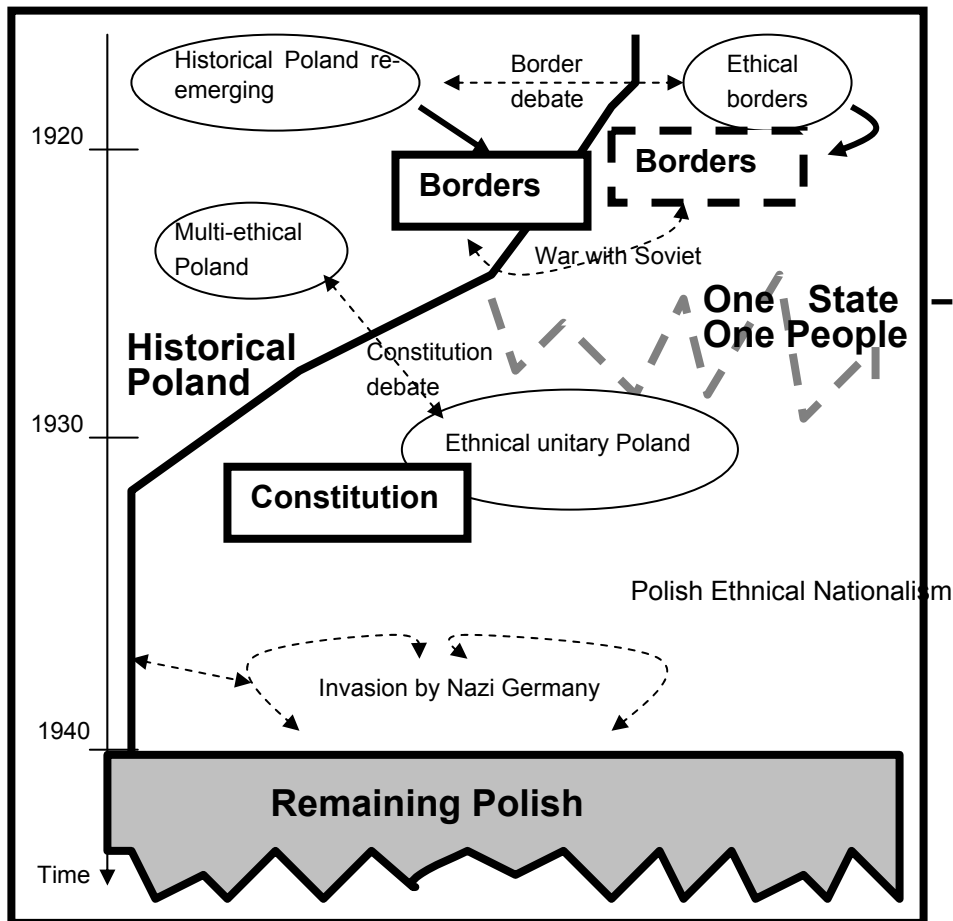 Historical Poland re-
emerging
Border
debate
Ethical
borders
1920
Borders
Borders
Multi-ethical
Poland
War with Soviet
One State –
One People
Historical
Poland
Constitution
debate
1930
Ethnical unitary Poland
Constitution
Polish Ethnical Nationalism
Invasion by Nazi Germany
1940
Remaining Polish
Time